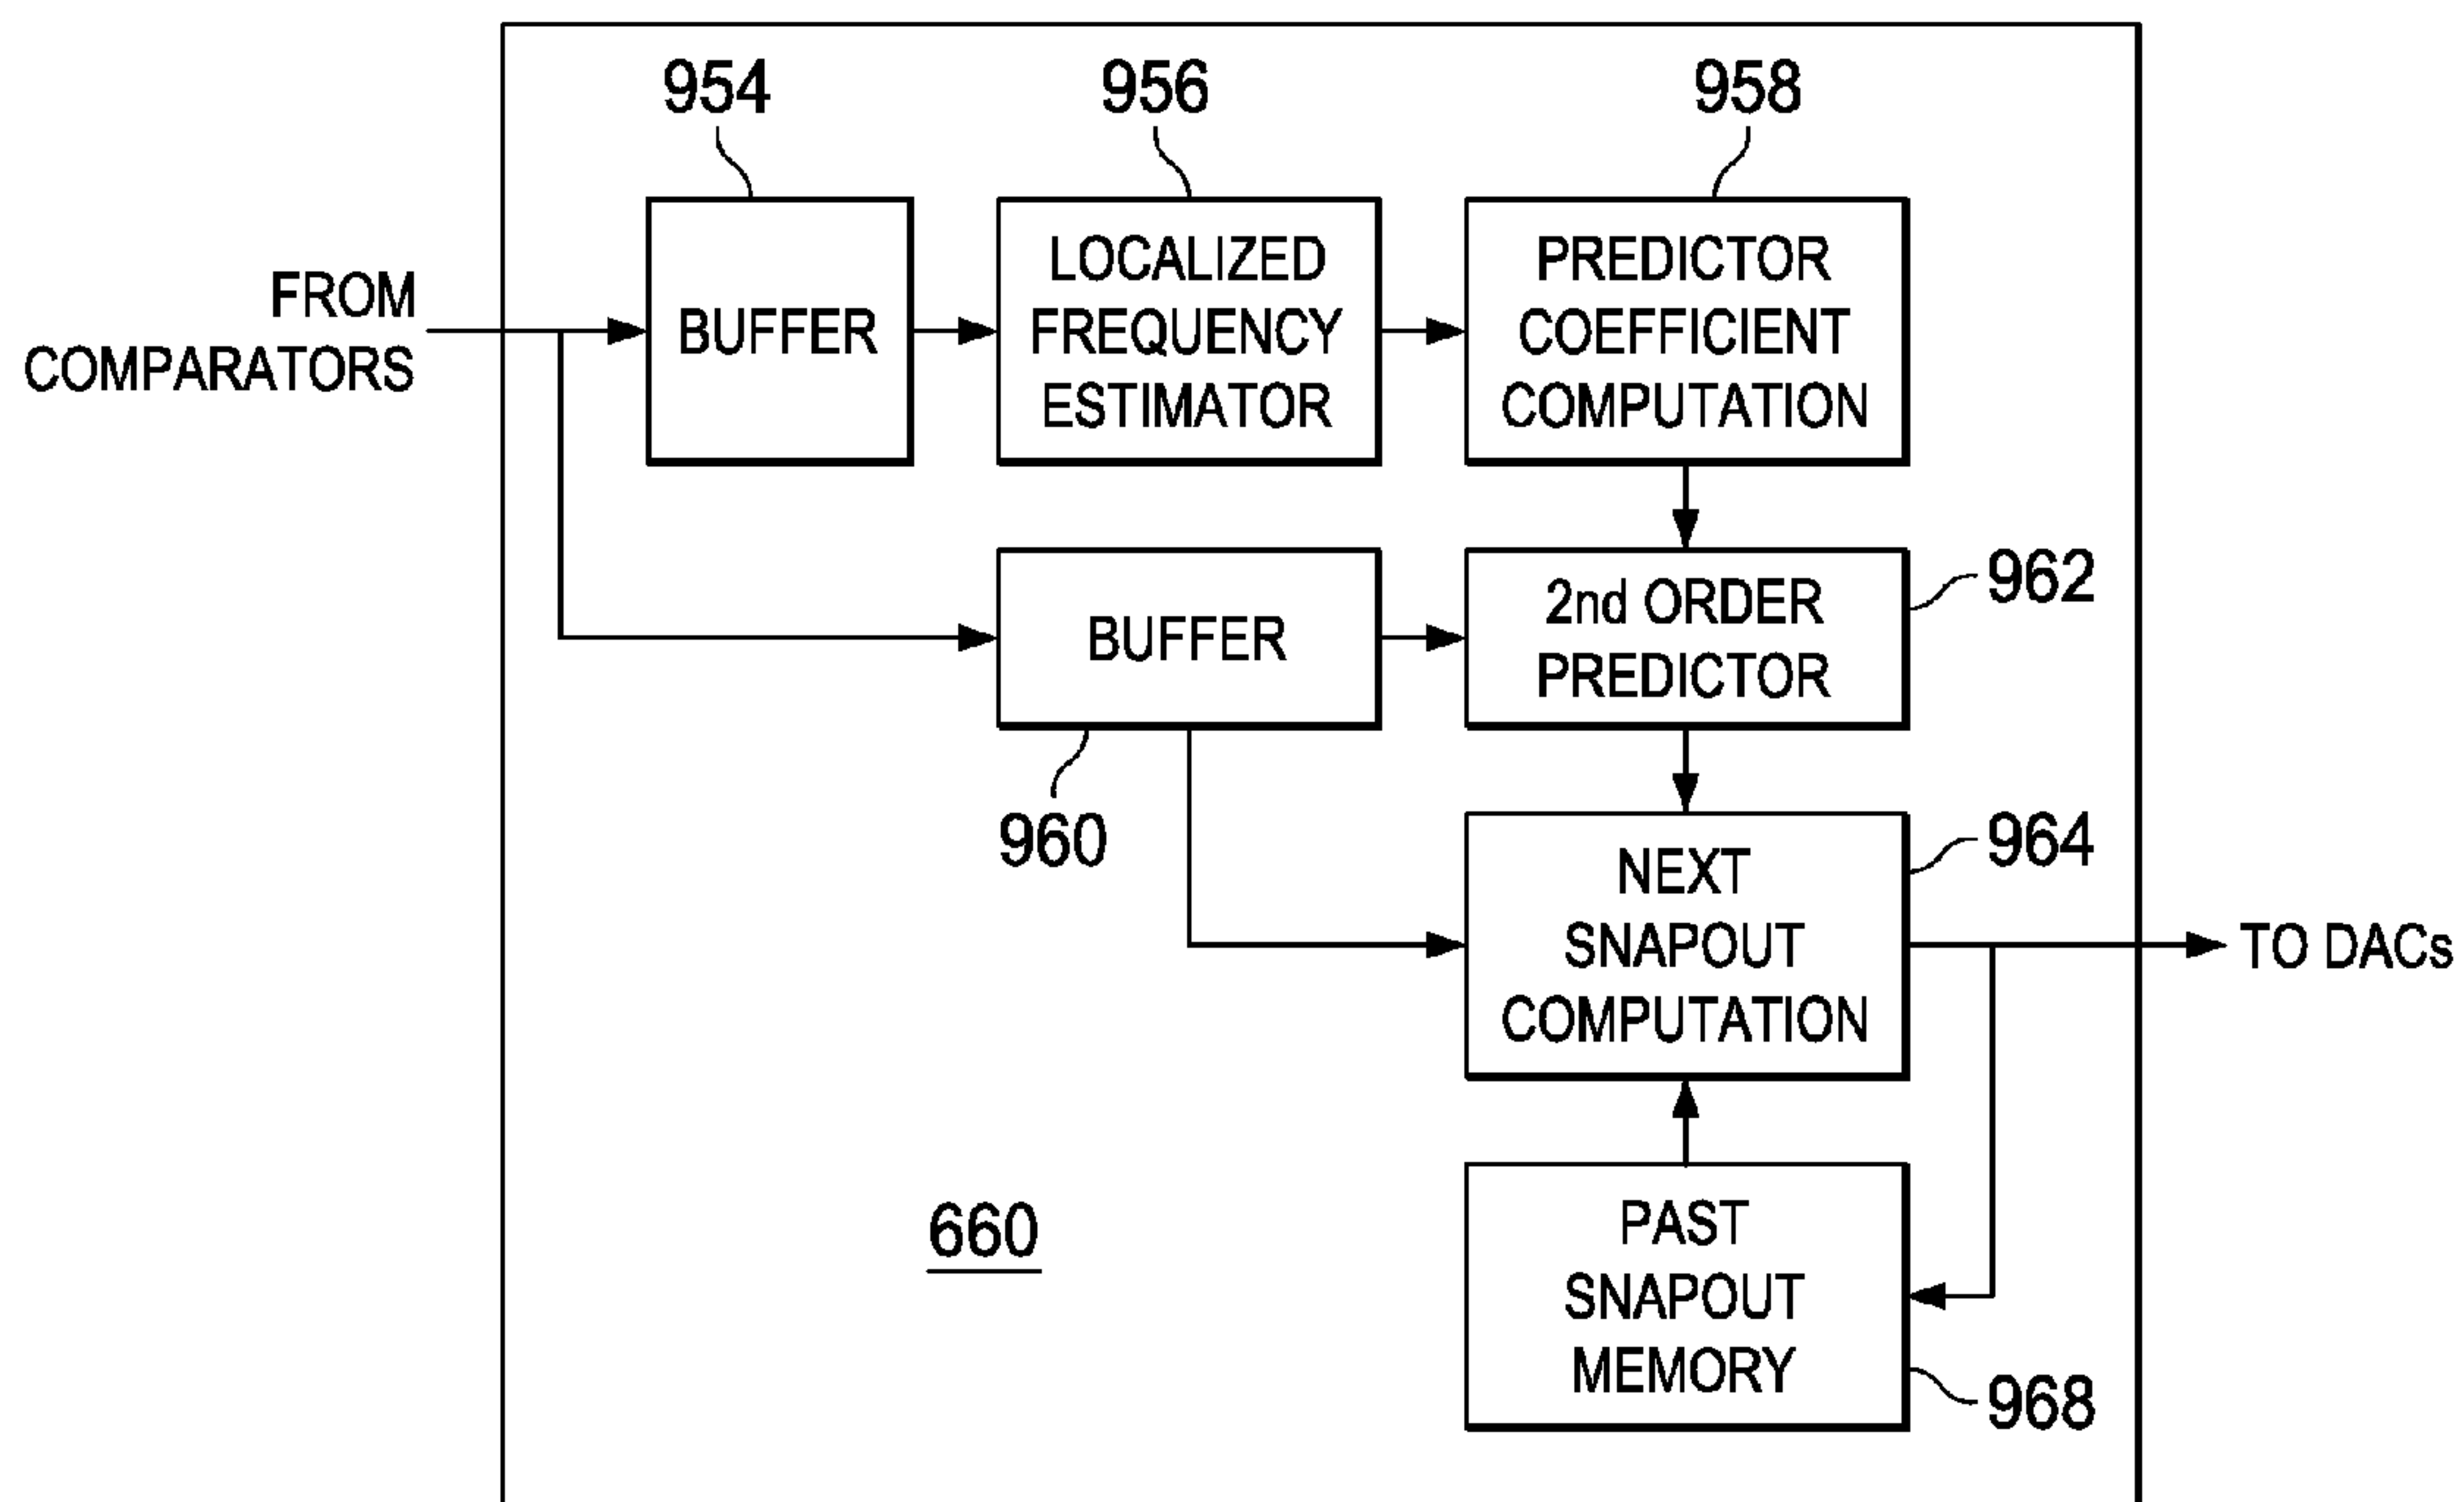 954
956
958
FROM
COMPARATORS
BUFFER
LOCALIZED
FREQUENCY
ESTIMATOR
PREDICTOR
COEFFICIENT
COMPUTATION
BUFFER
960
2nd ORDER
PREDICTOR
962
NEXT
SNAPOUT
COMPUTATION
964
TO DACs
660
PAST
SNAPOUT
MEMORY
968